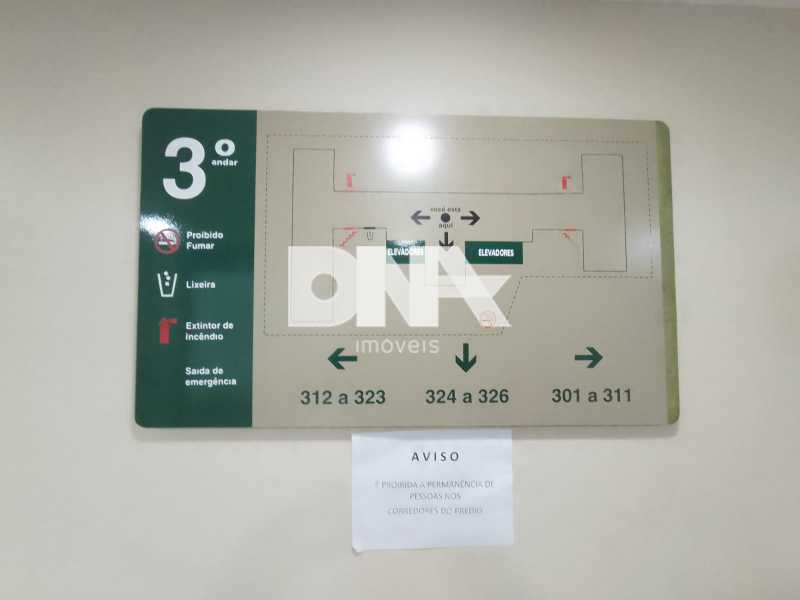 3º
andar
Proibido
Fumar
Lixeira
Extintor de
incêndio
Saída de
emergência
você está
aqui
ELEVADORES
ELEVADORES
DNA
imóveis
312 a 323
324 a 326
301 a 311
AVISO
É PROIBIDA A PERMANÊNCIA DE
PESSOAS NOS
CORREDORES DO PRÉDIO